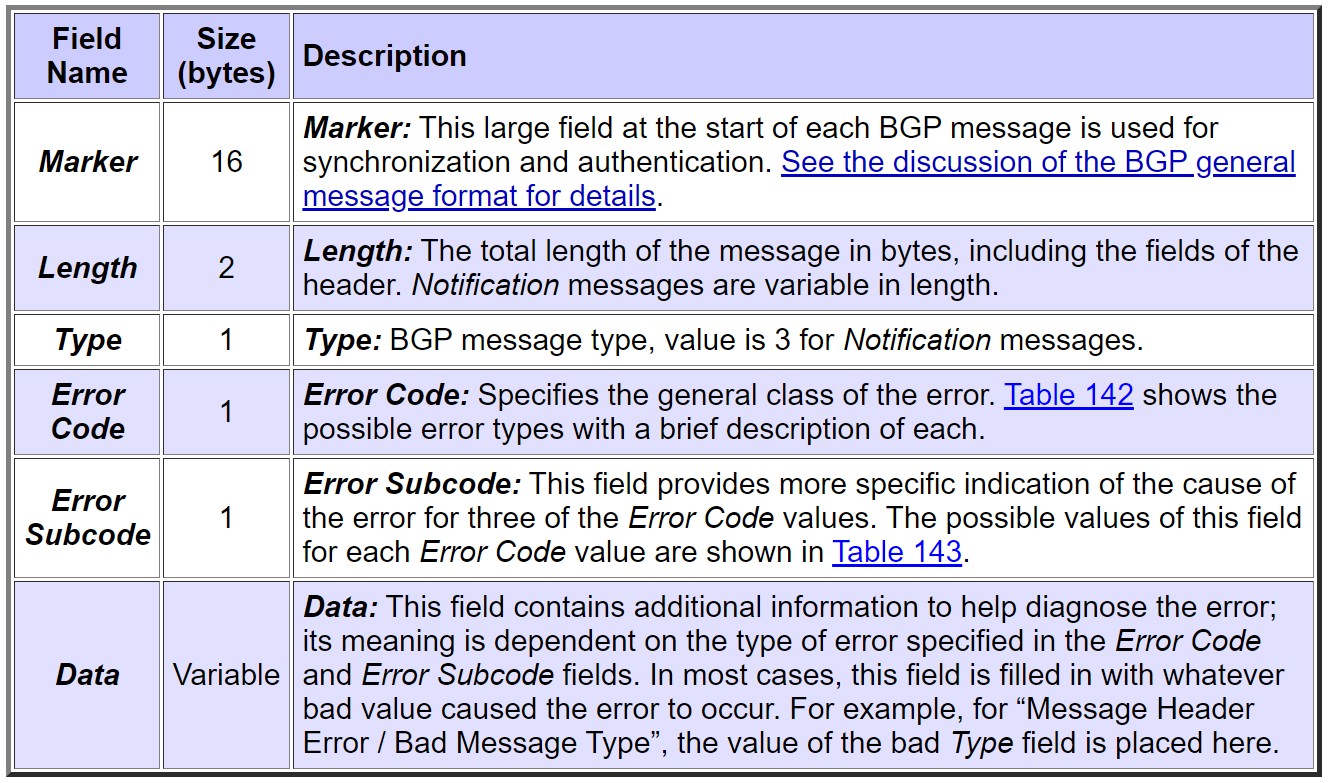 Field Name
Size (bytes)
Description
Marker
16
Marker: This large field at the start of each BGP message is used for
synchronization and authentication. See the discussion of the BGP general
message format for details.
Length
2
Length: The total length of the message in bytes, including the fields of the
header. Notification messages are variable in length.
Type
1
Type: BGP message type, value is 3 for Notification messages.
Error
Code
1
Error Code: Specifies the general class of the error. Table 142 shows the
possible error types with a brief description of each.
Error
Subcode
1
Error Subcode: This field provides more specific indication of the cause of
the error for three of the Error Code values. The possible values of this field
for each Error Code value are shown in Table 143.
Data
Variable
Data: This field contains additional information to help diagnose the error;
its meaning is dependent on the type of error specified in the Error Code
and Error Subcode fields. In most cases, this field is filled in with whatever
bad value caused the error to occur. For example, for “Message Header
Error / Bad Message Type”, the value of the bad Type field is placed here.